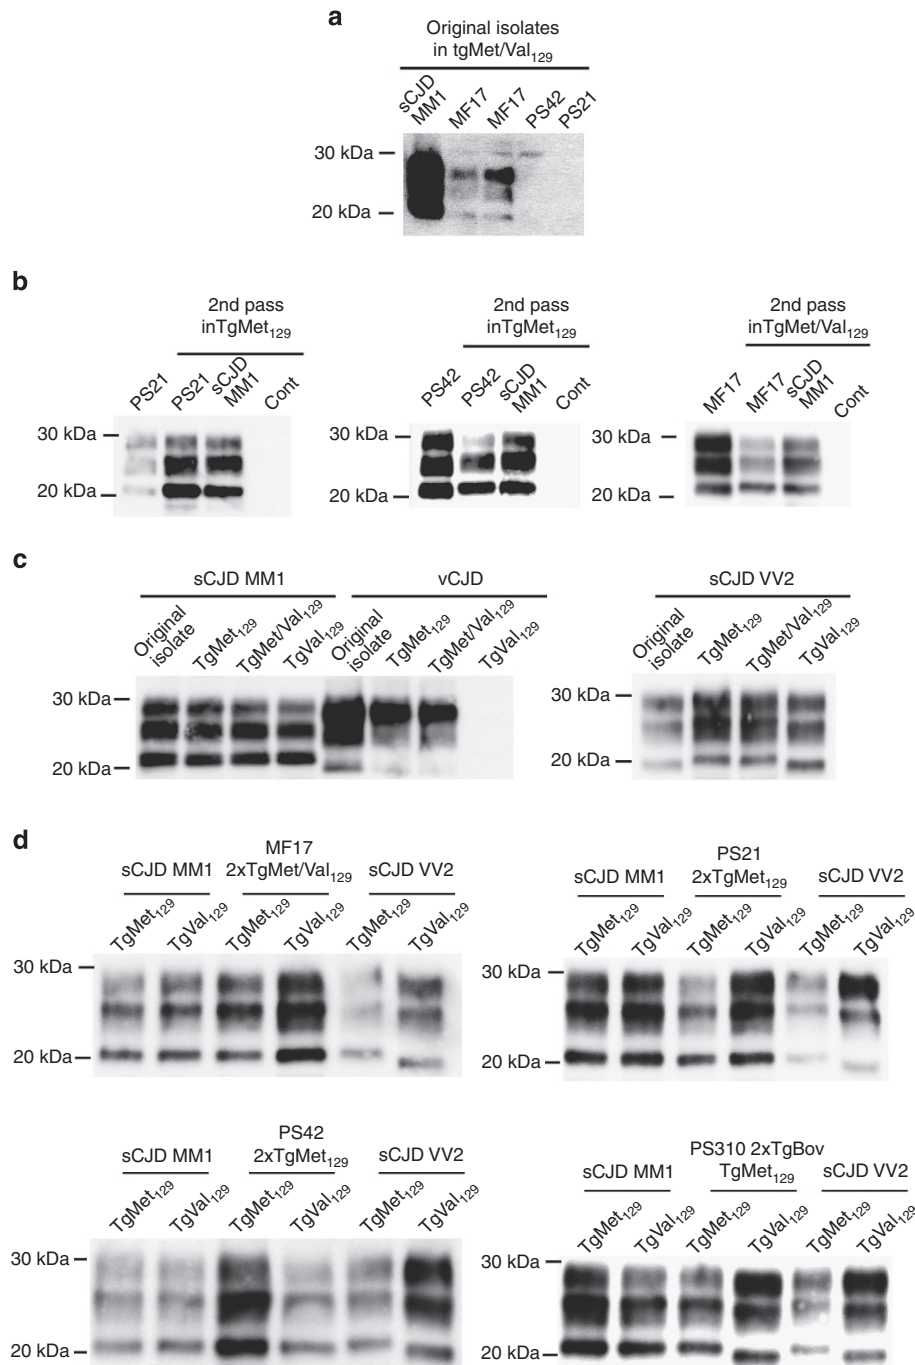 a
Original isolates
in tgMet/Val129
sCJD MM1 MF17 MF17 PS42 PS21
30 kDa
20 kDa
b
2nd pass
inTgMet129
PS21 PS21 sCJD MM1 Cont
30 kDa
20 kDa
2nd pass
inTgMet129
PS42 PS42 sCJD MM1 Cont
30 kDa
20 kDa
2nd pass
inTgMet/Val129
MF17 MF17 sCJD MM1 Cont
30 kDa
20 kDa
c
sCJD MM1 vCJD
Original isolate TgMet129 TgMet/Val129 TgVal129 Original isolate TgMet129 TgMet/Val129 TgVal129
30 kDa
20 kDa
sCJD VV2
Original isolate TgMet129 TgMet/Val129 TgVal129
30 kDa
20 kDa
d
MF17
sCJD MM1 2xTgMet/Val129 sCJD VV2
TgMet129 TgVal129 TgMet129 TgVal129 TgMet129 TgVal129
30 kDa
20 kDa
PS21
sCJD MM1 2xTgMet129 sCJD VV2
TgMet129 TgVal129 TgMet129 TgVal129 TgMet129 TgVal129
30 kDa
20 kDa
PS42
sCJD MM1 2xTgMet129 sCJD VV2
TgMet129 TgVal129 TgMet129 TgVal129 TgMet129 TgVal129
30 kDa
20 kDa
PS310 2xTgBov
sCJD MM1 TgMet129 sCJD VV2
TgMet129 TgVal129 TgMet129 TgVal129 TgMet129 TgVal129
30 kDa
20 kDa